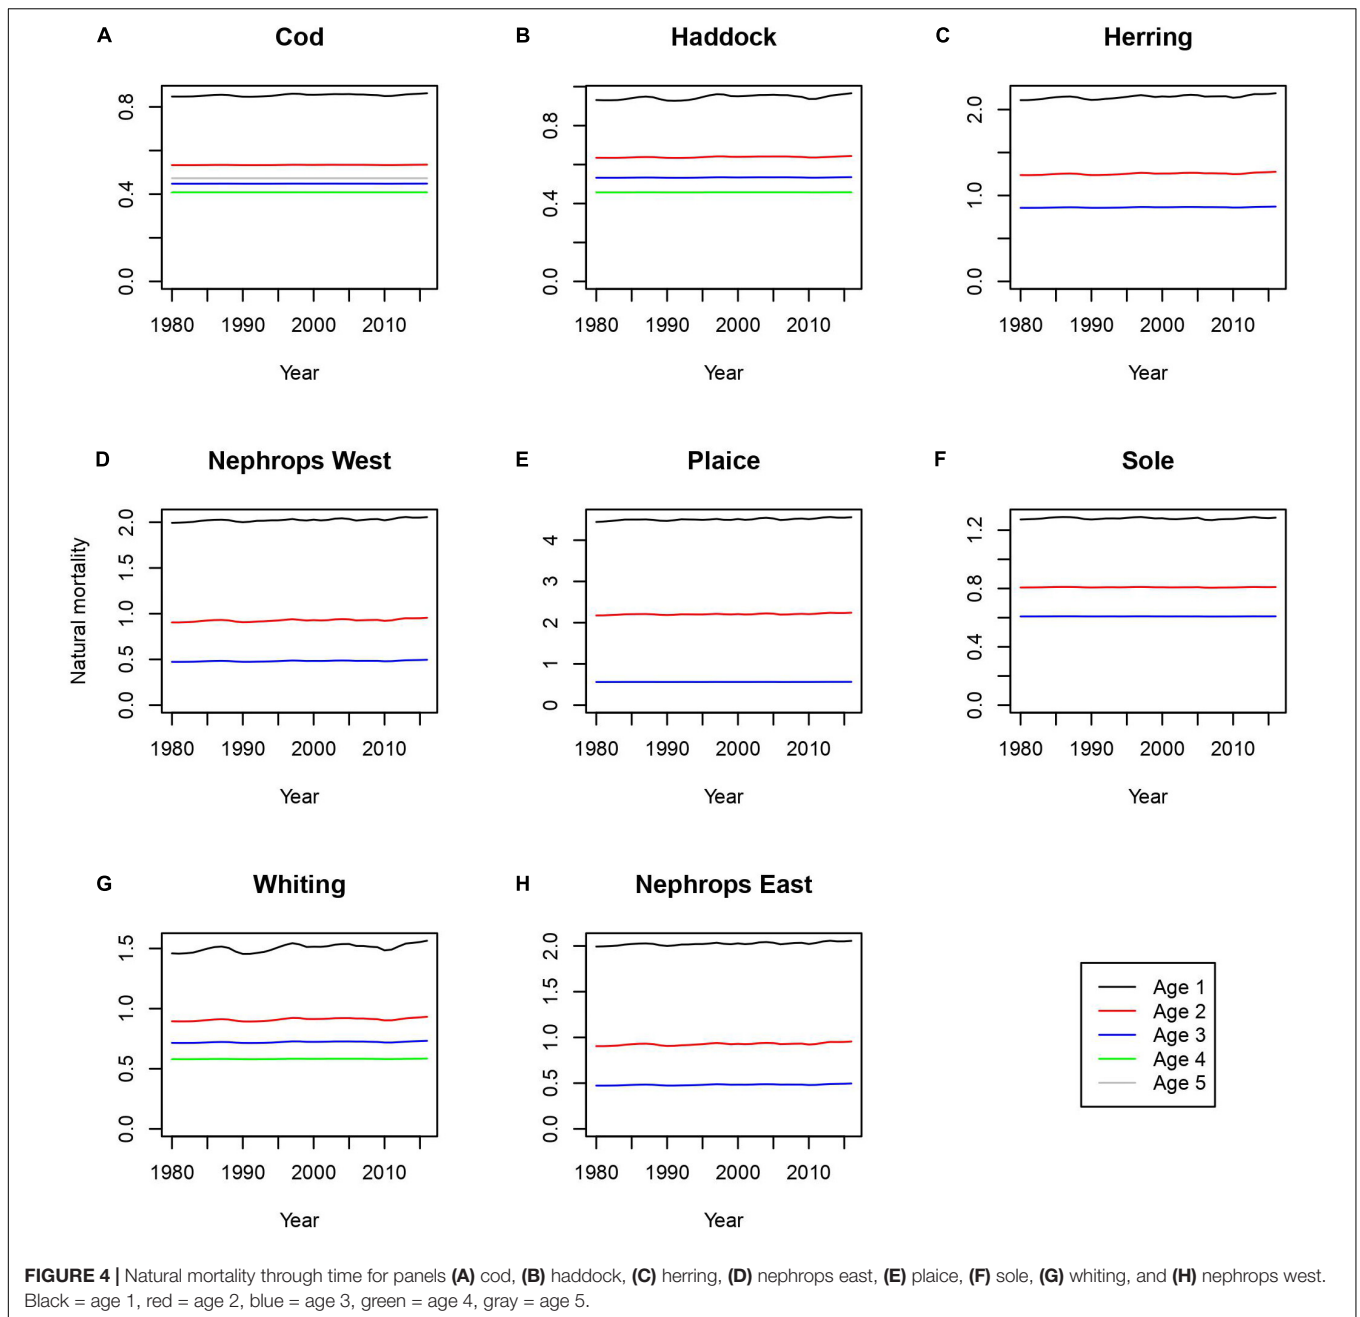 A Cod
B Haddock
C Herring
0.0 0.4 0.8
1980 1990 2000 2010
Year
0.0 0.4 0.8
1980 1990 2000 2010
Year
0.0 1.0 2.0
1980 1990 2000 2010
Year
D Nephrops West
E Plaice
F Sole
Natural mortality
0.0 0.5 1.0 1.5 2.0
1980 1990 2000 2010
Year
0 1 2 3 4
1980 1990 2000 2010
Year
0.0 0.4 0.8 1.2
1980 1990 2000 2010
Year
G Whiting
H Nephrops East
0.0 0.5 1.0 1.5
1980 1990 2000 2010
Year
0.0 0.5 1.0 1.5 2.0
1980 1990 2000 2010
Year
Age 1
Age 2
Age 3
Age 4
Age 5
FIGURE 4 | Natural mortality through time for panels (A) cod, (B) haddock, (C) herring, (D) nephrops east, (E) plaice, (F) sole, (G) whiting, and (H) nephrops west.
Black = age 1, red = age 2, blue = age 3, green = age 4, gray = age 5.